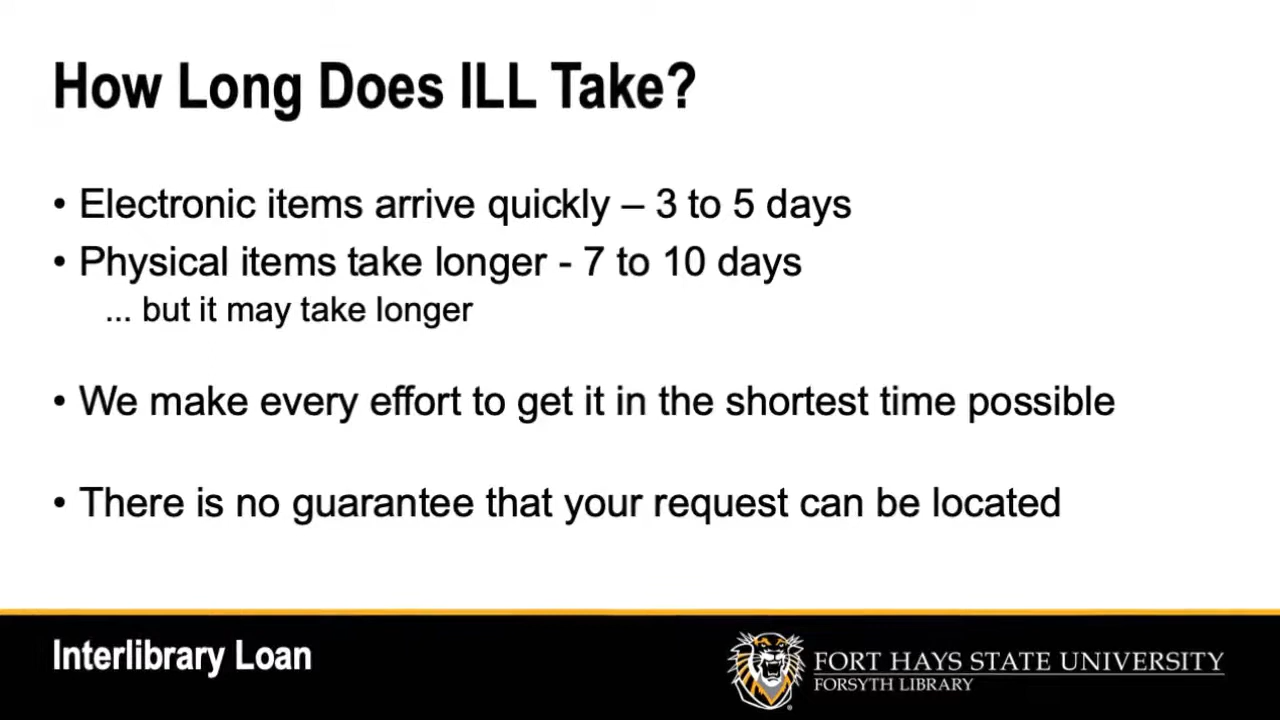 How Long Does ILL Take?
• Electronic items arrive quickly – 3 to 5 days
• Physical items take longer - 7 to 10 days
... but it may take longer
• We make every effort to get it in the shortest time possible
• There is no guarantee that your request can be located
Interlibrary Loan
FORT HAYS STATE UNIVERSITY
FORSYTH LIBRARY